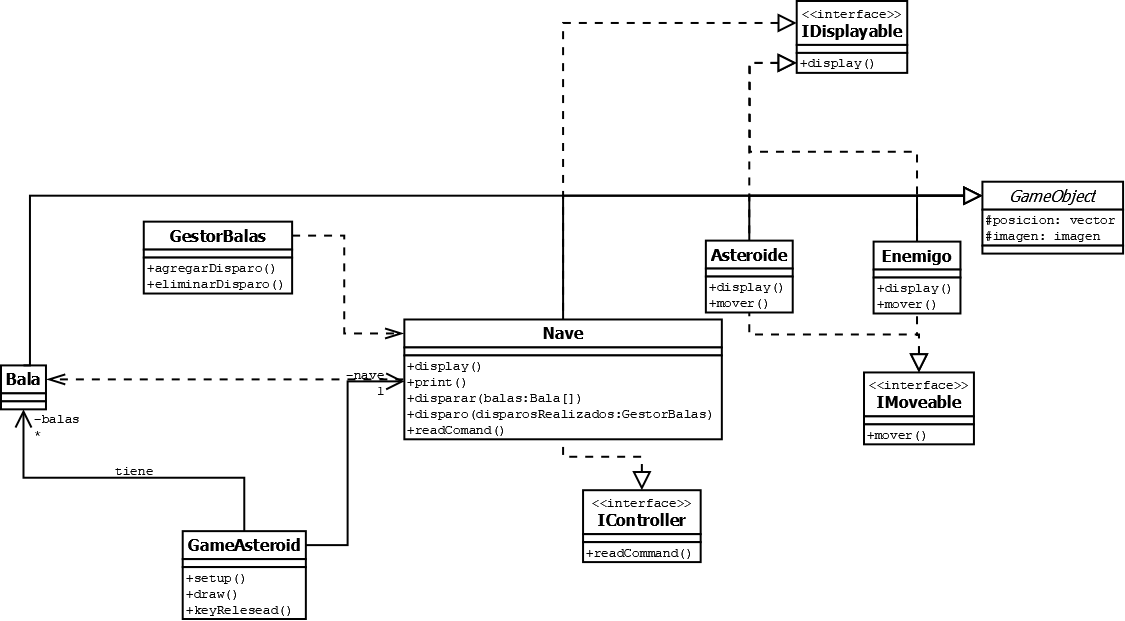 <<interface>>
IDisplayable
+display()
GameObject
#posicion: vector
#imagen: imagen
GestorBalas
+agregarDisparo()
+eliminarDisparo()
Asteroide
+display()
+mover()
Enemigo
+display()
+mover()
Nave
+display()
+print()
+disparar(balas:Bala[])
+disparo(disparosRealizados:GestorBalas)
+readComand()
Bala
-nave
1
-balas
*
<<interface>>
IMoveable
+mover()
tiene
<<interface>>
IController
+readCommand()
GameAsteroid
+setup()
+draw()
+keyRelesead()